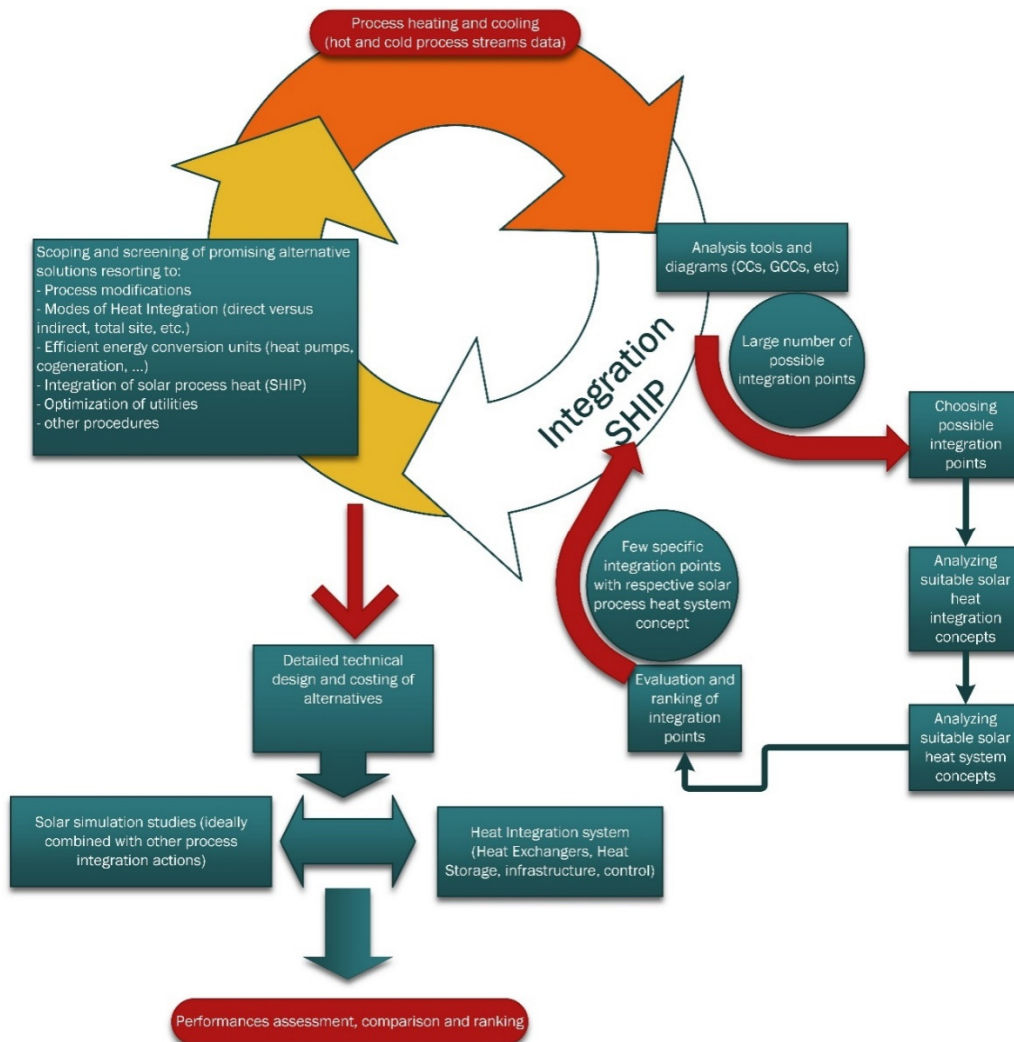 Process heating and cooling
(hot and cold process streams data)
Scoping and screening of promising alternative
solutions resorting to:
- Process modifications
- Modes of Heat Integration (direct versus
indirect, total site, etc.)
- Efficient energy conversion units (heat pumps,
cogeneration, ...)
- Integration of solar process heat (SHIP)
- Optimization of utilities
- other procedures
Analysis tools and
diagrams (CCs, GCCs, etc)
Integration
SHIP
Large number of
possible
integration points
Choosing
possible
integration
points
Analyzing
suitable solar
heat
integration
concepts
Analyzing
suitable solar
heat system
concepts
Few specific
integration points
with respective solar
process heat system
concept
Evaluation and
ranking of
integration
points
Detailed technical
design and costing of
alternatives
Solar simulation studies (ideally
combined with other process
integration actions)
Heat Integration system
(Heat Exchangers, Heat
Storage, infrastructure, control)
Performances assessment, comparison and ranking